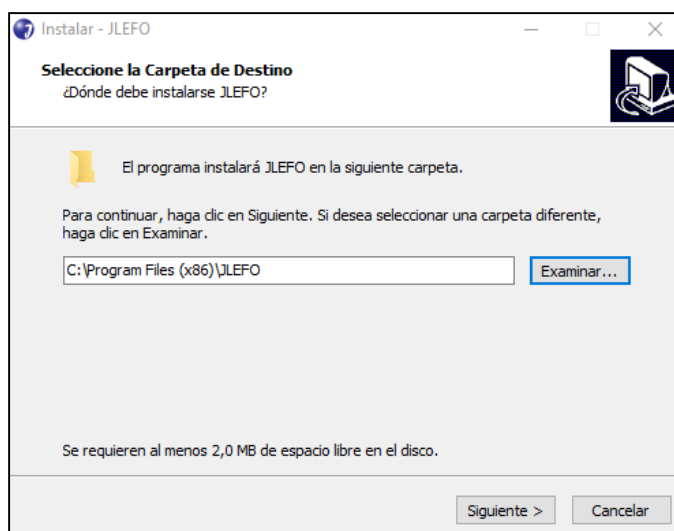 Instalar - JLEFO
Seleccione la Carpeta de Destino
¿Dónde debe instalarse JLEFO?
El programa instalará JLEFO en la siguiente carpeta.
Para continuar, haga clic en Siguiente. Si desea seleccionar una carpeta diferente,
haga clic en Examinar.
C:\Program Files (x86)\JLEFO
Examinar...
Se requieren al menos 2,0 MB de espacio libre en el disco.
Siguiente >
Cancelar